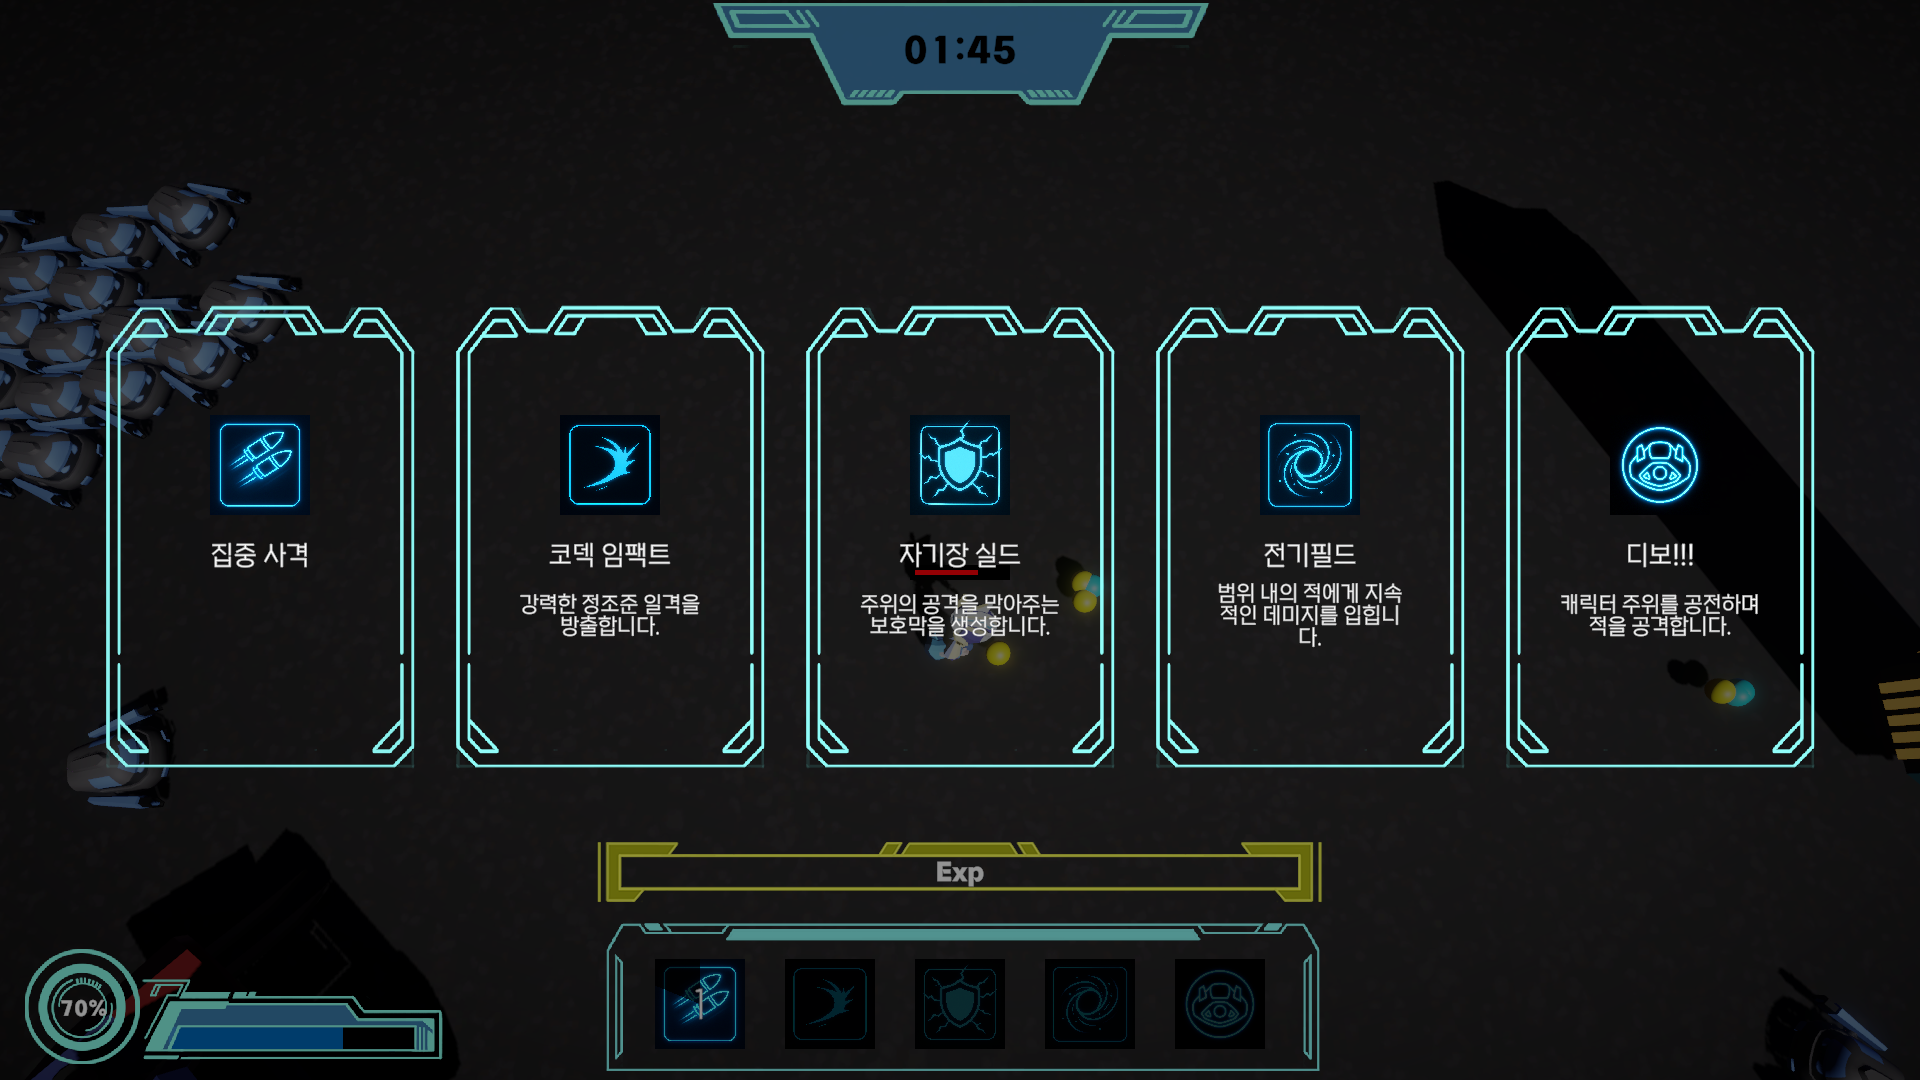 01:45
집중 사격
코덱 임팩트
강력한 정조준 일격을
방출합니다.
자기장 실드
주위의 공격을 막아주는
보호막을 생성합니다.
전기필드
범위 내의 적에게 지속
적인 데미지를 입힙니
다.
디보!!!
캐릭터 주위를 공전하며
적을 공격합니다.
Exp
1
70%